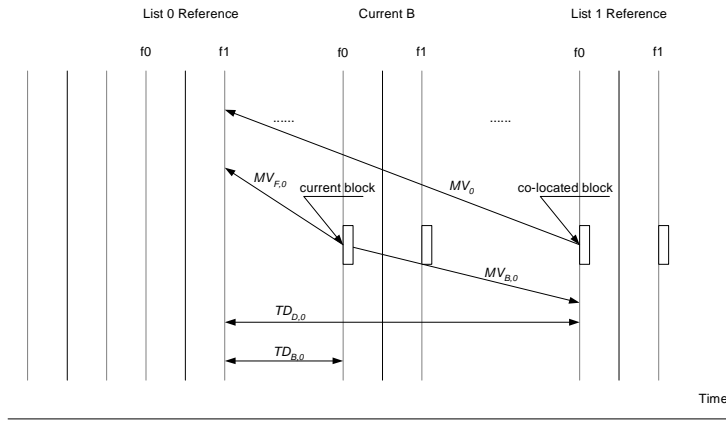 List 0 Reference Current B List 1 Reference
f0 f1 f0 f1 f0 f1
...... ......
MV_F,0 current block MV_0 co-located block
MV_B,0
TD_D,0
TD_B,0
Time